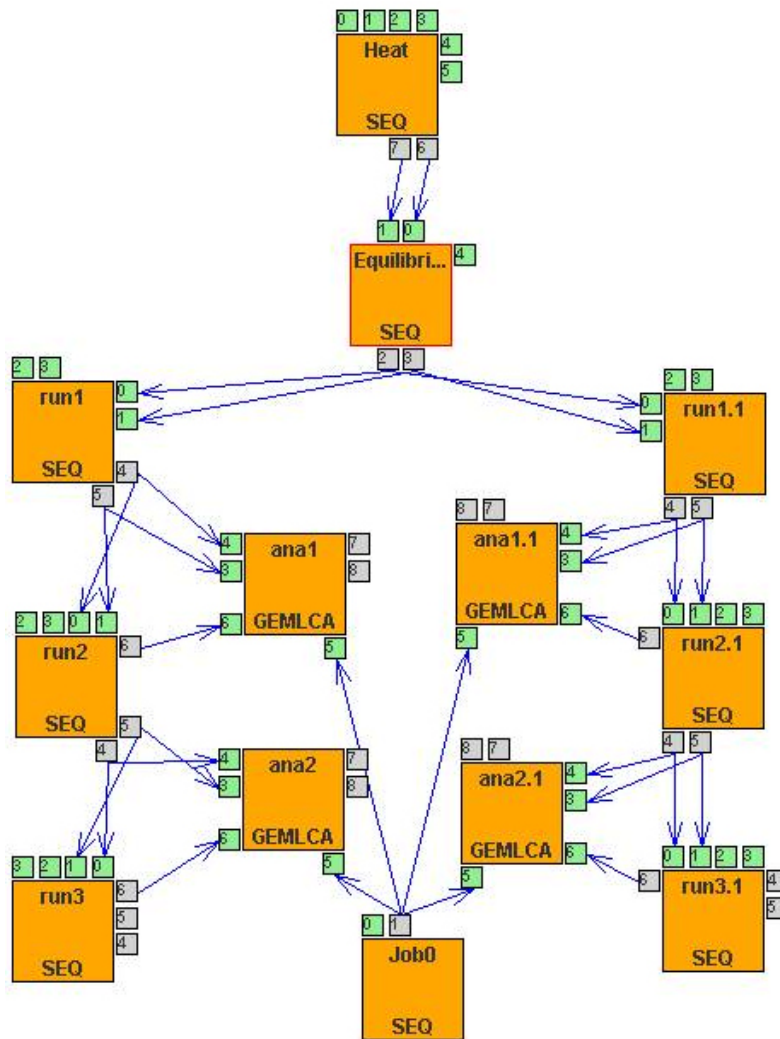 0 1 2 3
Heat 4
5
SEQ
7 6
1 0
Equilibri... 4
SEQ
2 3
2 3
run1 0
1
SEQ 4
5
2 3
0 run1.1
1
SEQ
4 5
4 ana1 7
3 8
6 GEMLCA
5
8 7
ana1.1 4
3
GEMLCA 6
5
2 3 0 1
run2 6
SEQ 5
4
0 1 2 3
6 run2.1
SEQ
4 5
4 ana2 7
3 8
6 GEMLCA
5
8 7
ana2.1 4
3
GEMLCA 6
5
3 2 1 0
run3 6
5
SEQ 4
0 1
Job0
SEQ
0 1 2 3
6 run3.1 4
5
SEQ